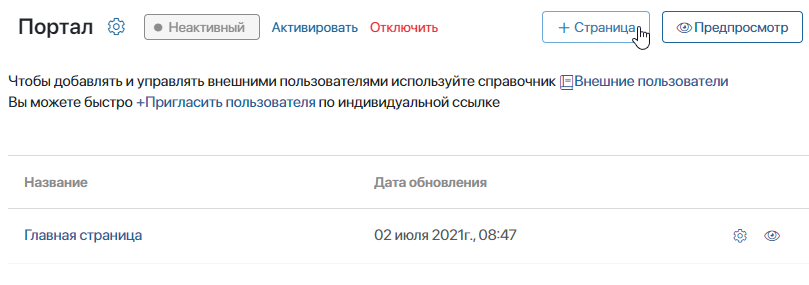 Портал Неактивный Активировать Отключить + Страница Предпросмотр
Чтобы добавлять и управлять внешними пользователями используйте справочник Внешние пользователи
Вы можете быстро +Пригласить пользователя по индивидуальной ссылке
Название Дата обновления
Главная страница 02 июля 2021г., 08:47